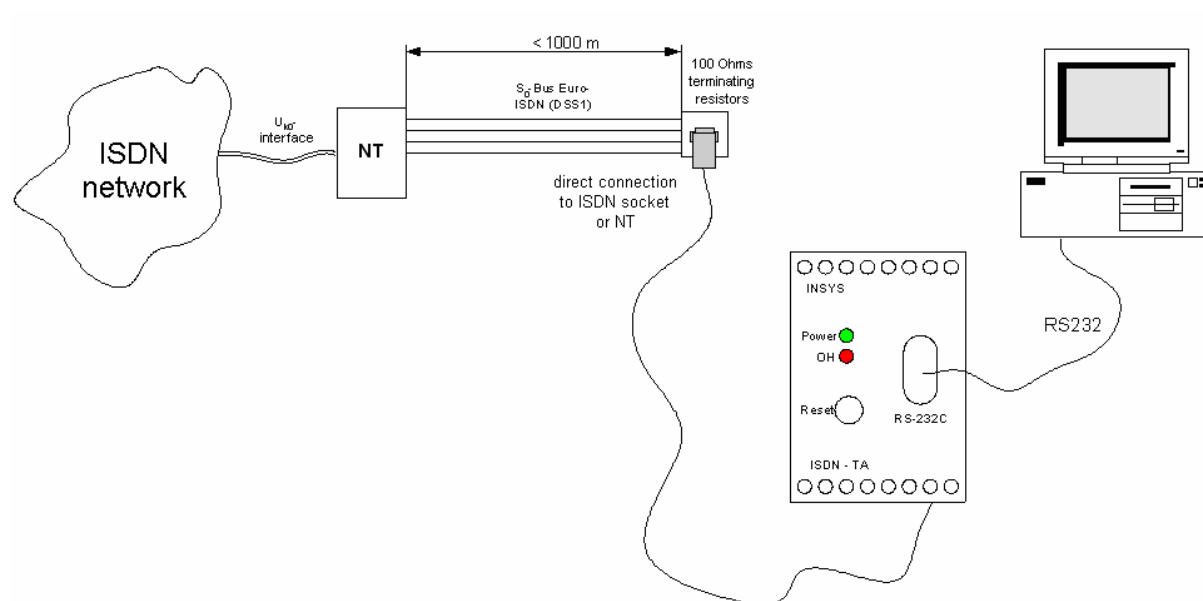 < 1000 m
100 Ohms
terminating
resistors
S0-Bus Euro-
ISDN (DSS1)
Uk0-
interface
NT
ISDN
network
direct connection
to ISDN socket
or NT
INSYS
Power
OH
Reset
RS-232C
ISDN - TA
RS232